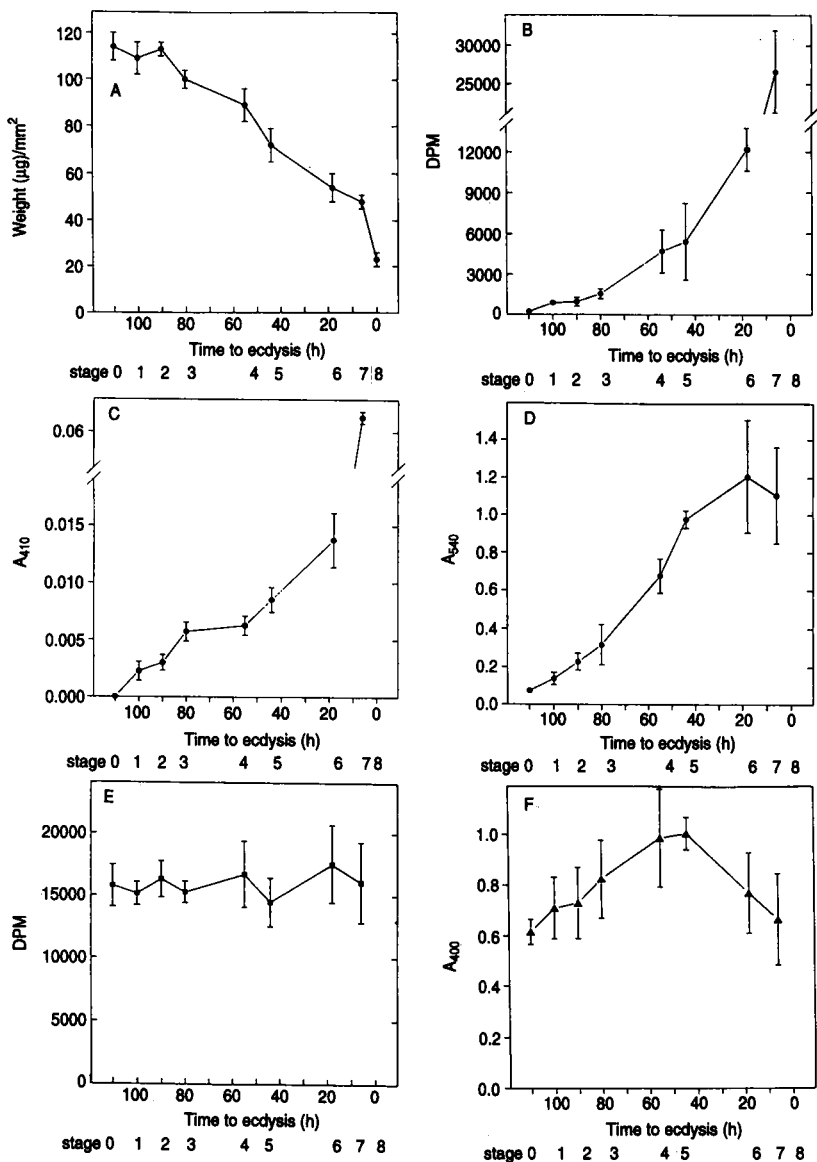 A
Weight (µg)/mm²
120
100
80
60
40
20
0
100 80 60 40 20 0
Time to ecdysis (h)
stage 0 1 2 3 4 5 6 7 8
B
DPM
30000
25000
12000
9000
6000
3000
0
100 80 60 40 20 0
Time to ecdysis (h)
stage 0 1 2 3 4 5 6 7 8
C
A410
0.06
0.015
0.010
0.005
0.000
100 80 60 40 20 0
Time to ecdysis (h)
stage 0 1 2 3 4 5 6 7 8
D
A540
1.4
1.2
1.0
0.8
0.6
0.4
0.2
0.0
100 80 60 40 20 0
Time to ecdysis (h)
stage 0 1 2 3 4 5 6 7 8
E
DPM
20000
15000
10000
5000
0
100 80 60 40 20 0
Time to ecdysis (h)
stage 0 1 2 3 4 5 6 7 8
F
A400
1.0
0.8
0.6
0.4
0.2
0.0
100 80 60 40 20 0
Time to ecdysis (h)
stage 0 1 2 3 4 5 6 7 8